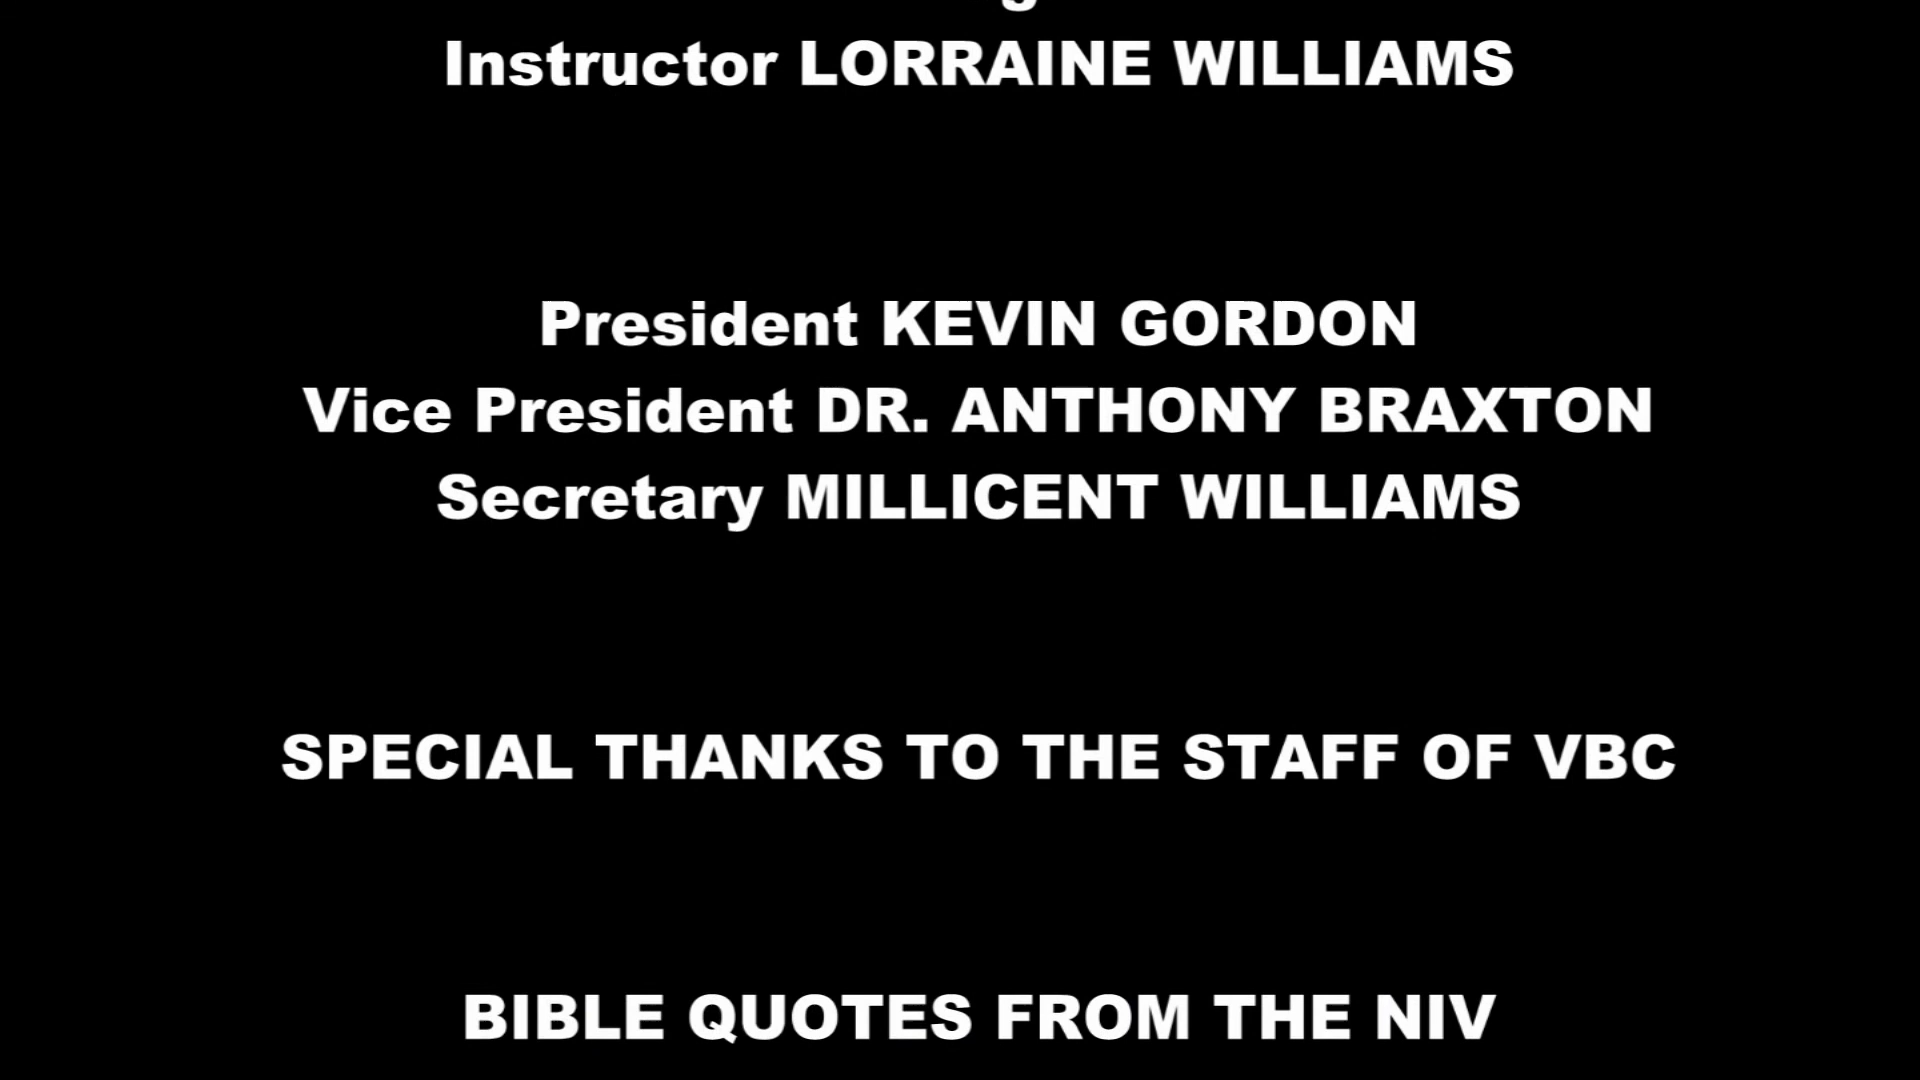 Instructor LORRAINE WILLIAMS
President KEVIN GORDON
Vice President DR. ANTHONY BRAXTON
Secretary MILLICENT WILLIAMS
SPECIAL THANKS TO THE STAFF OF VBC
BIBLE QUOTES FROM THE NIV